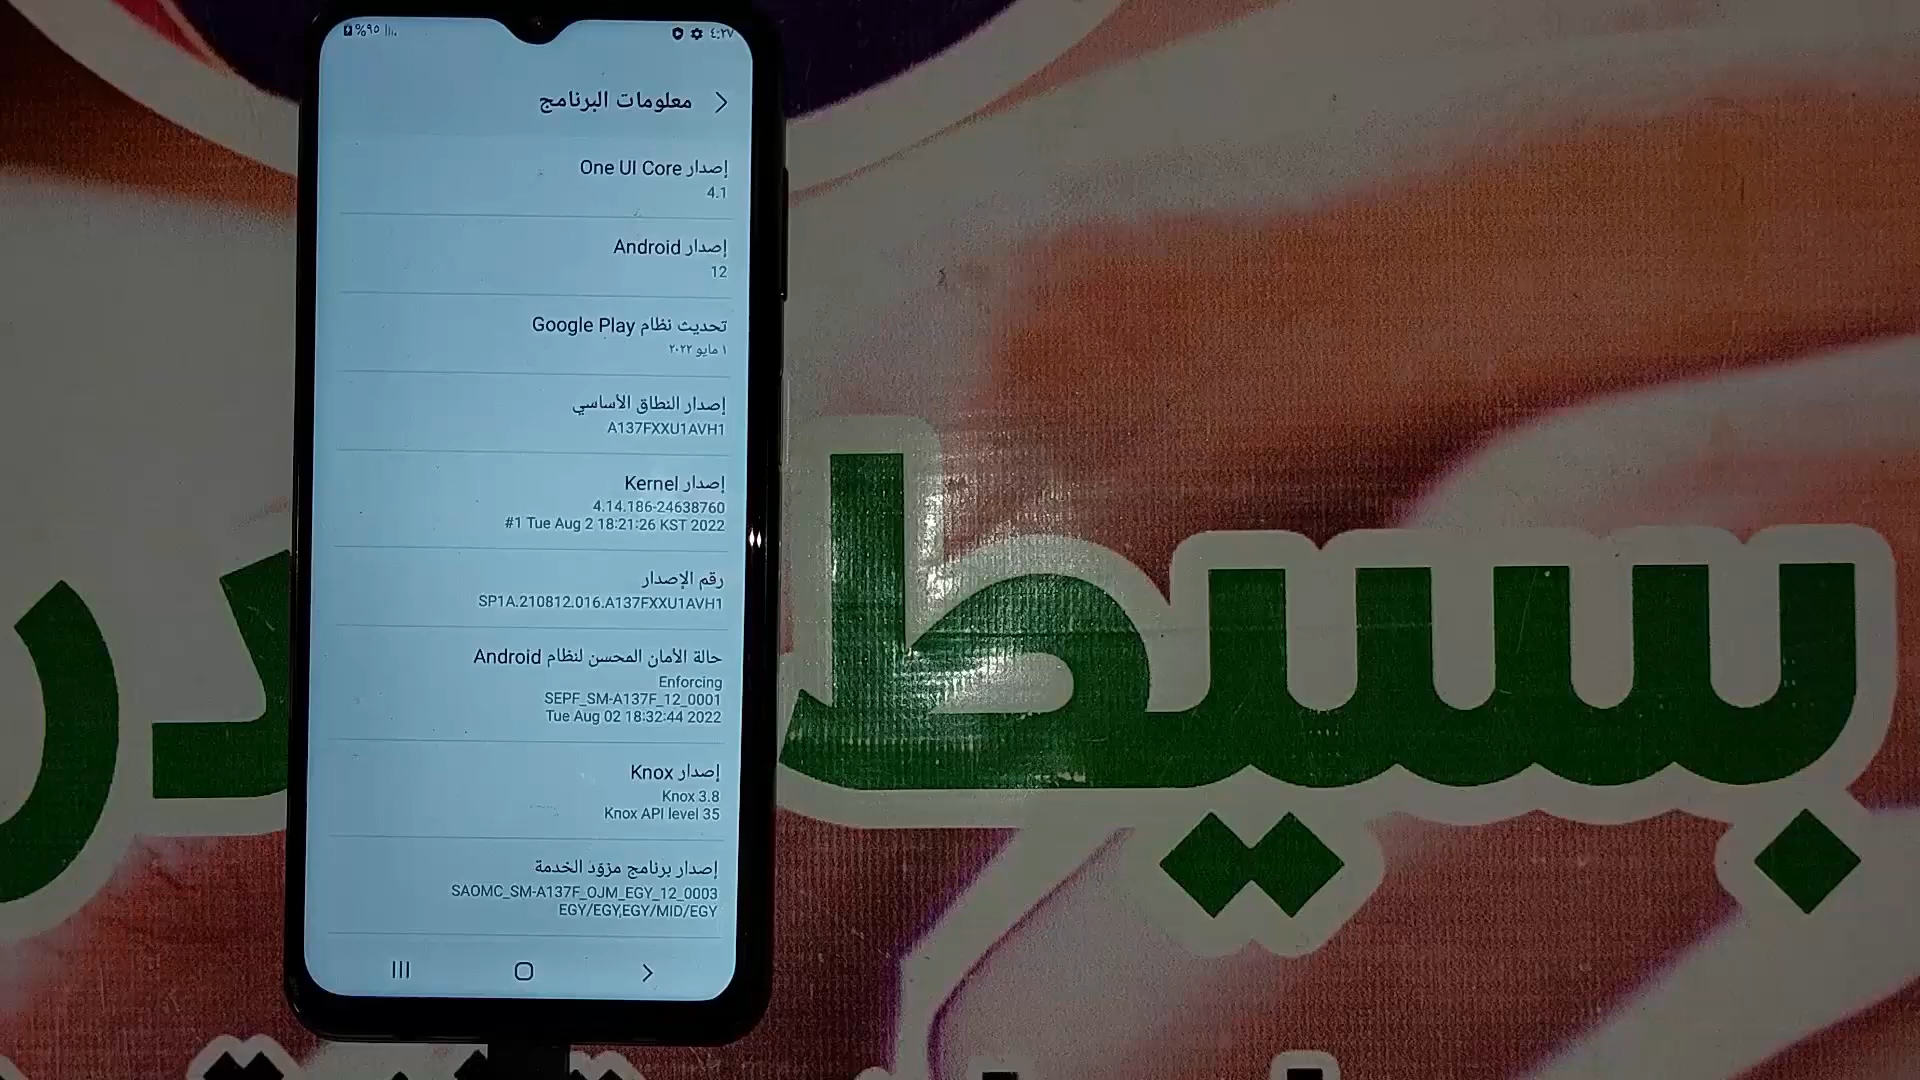 ٤:٢٧
%٩٥
معلومات البرنامج
إصدار One UI Core
4.1
إصدار Android
12
تحديث نظام Google Play
١ مايو ٢٠٢٢
إصدار النطاق الأساسي
A137FXXU1AVH1
إصدار Kernel
4.14.186-24638760
#1 Tue Aug 2 18:21:26 KST 2022
رقم الإصدار
SP1A.210812.016.A137FXXU1AVH1
حالة الأمان المحسن لنظام Android
Enforcing
SEPF_SM-A137F_12_0001
Tue Aug 02 18:32:44 2022
إصدار Knox
Knox 3.8
Knox API level 35
إصدار برنامج مزوّد الخدمة
SAOMC_SM-A137F_OJM_EGY_12_0003
EGY/EGY,EGY/MID/EGY
بسيط